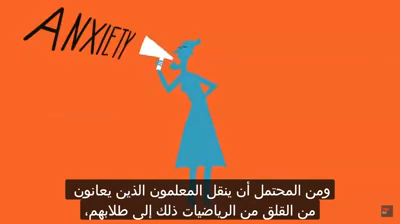 ANXIETY
ومن المحتمل أن ينقل المعلمون الذين يعانون
من القلق من الرياضيات ذلك إلى طلابهم،